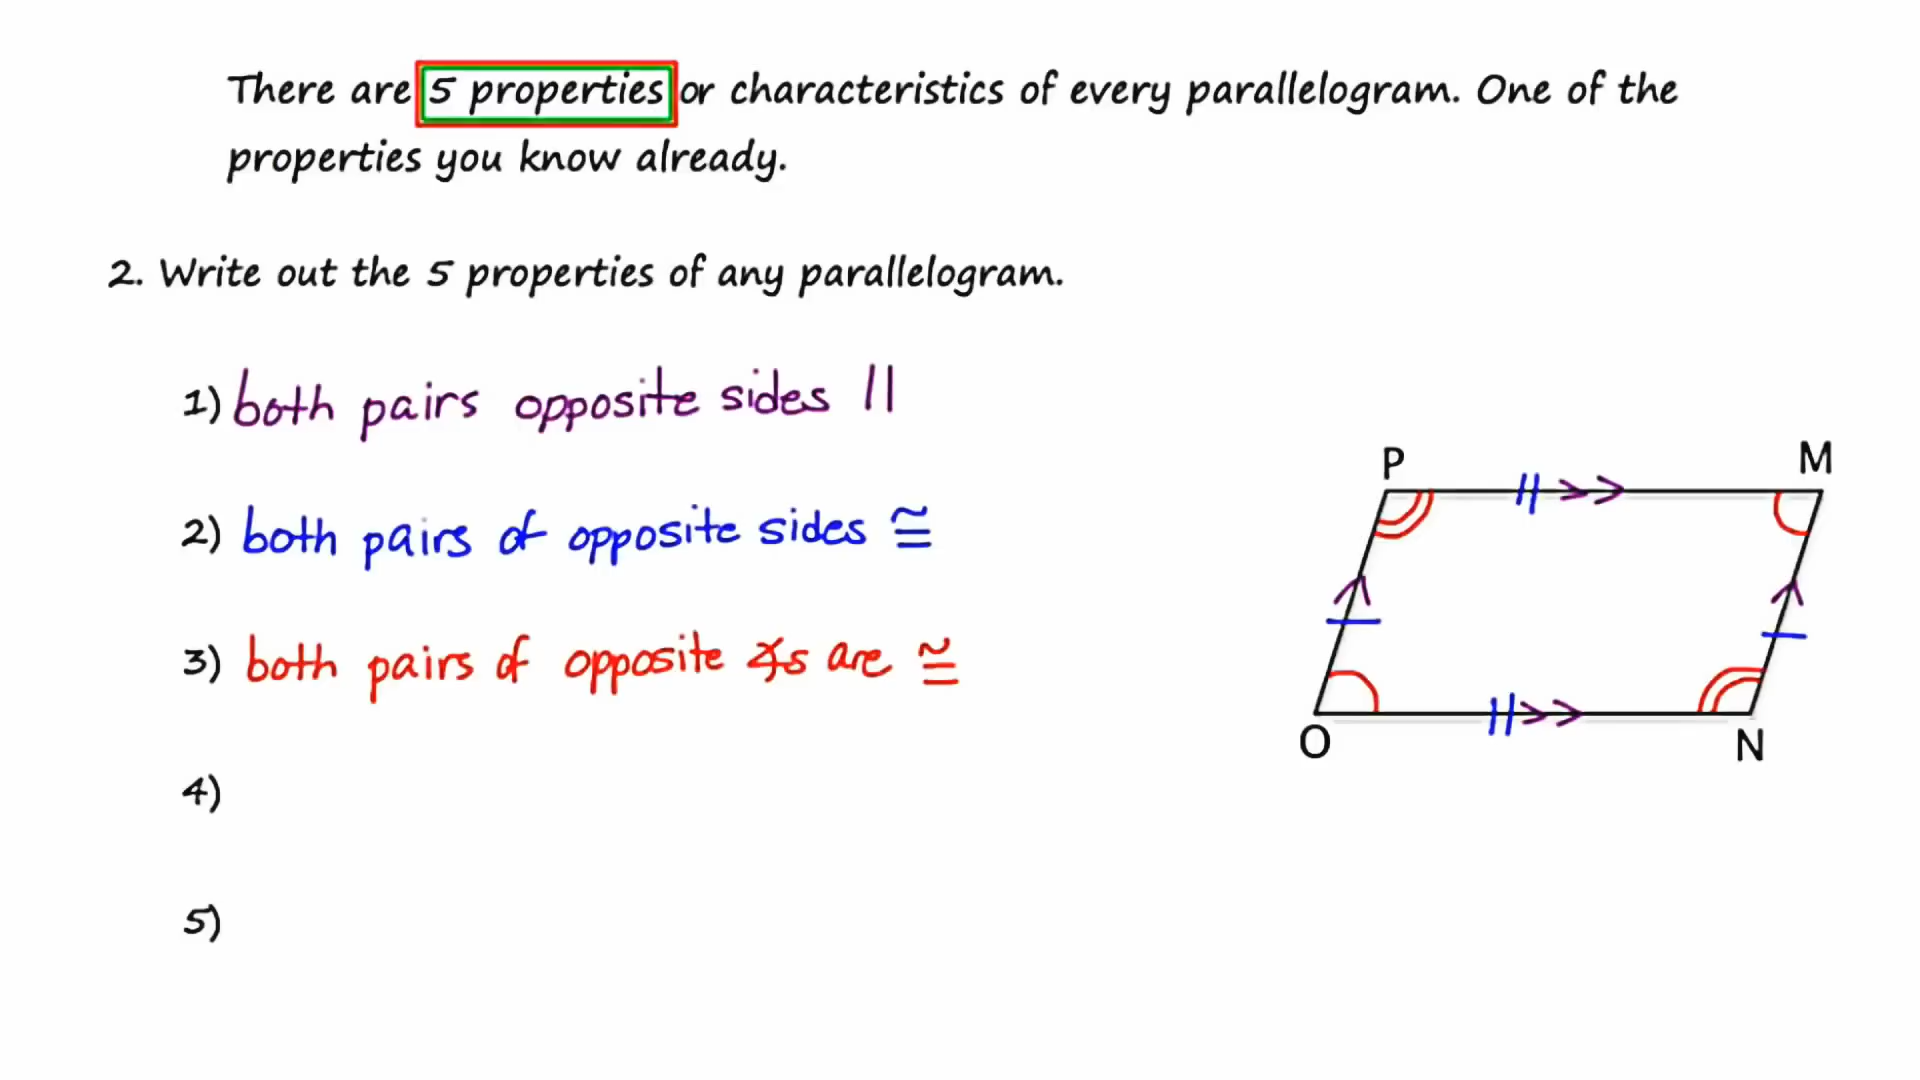 There are 5 properties or characteristics of every parallelogram. One of the
properties you know already.
2. Write out the 5 properties of any parallelogram.
1) both pairs opposite sides ||
2) both pairs of opposite sides ≅
3) both pairs of opposite ∡s are ≅
4)
5)
P M
O N